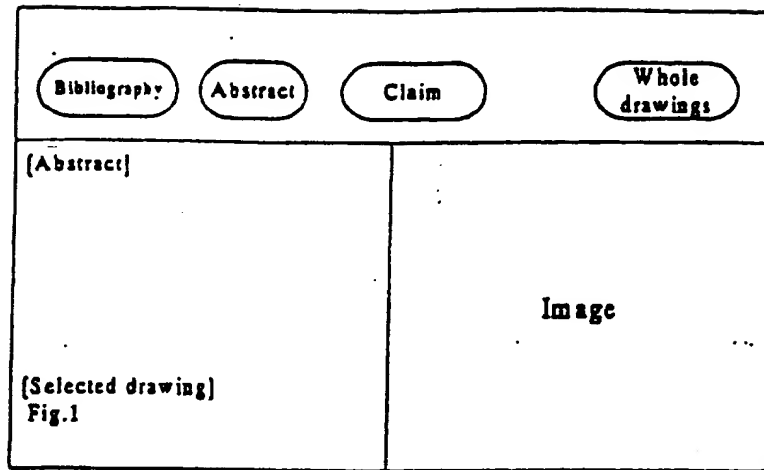 Bibliography
Abstract
Claim
Whole
drawings
[Abstract]
Image
[Selected drawing]
Fig.1